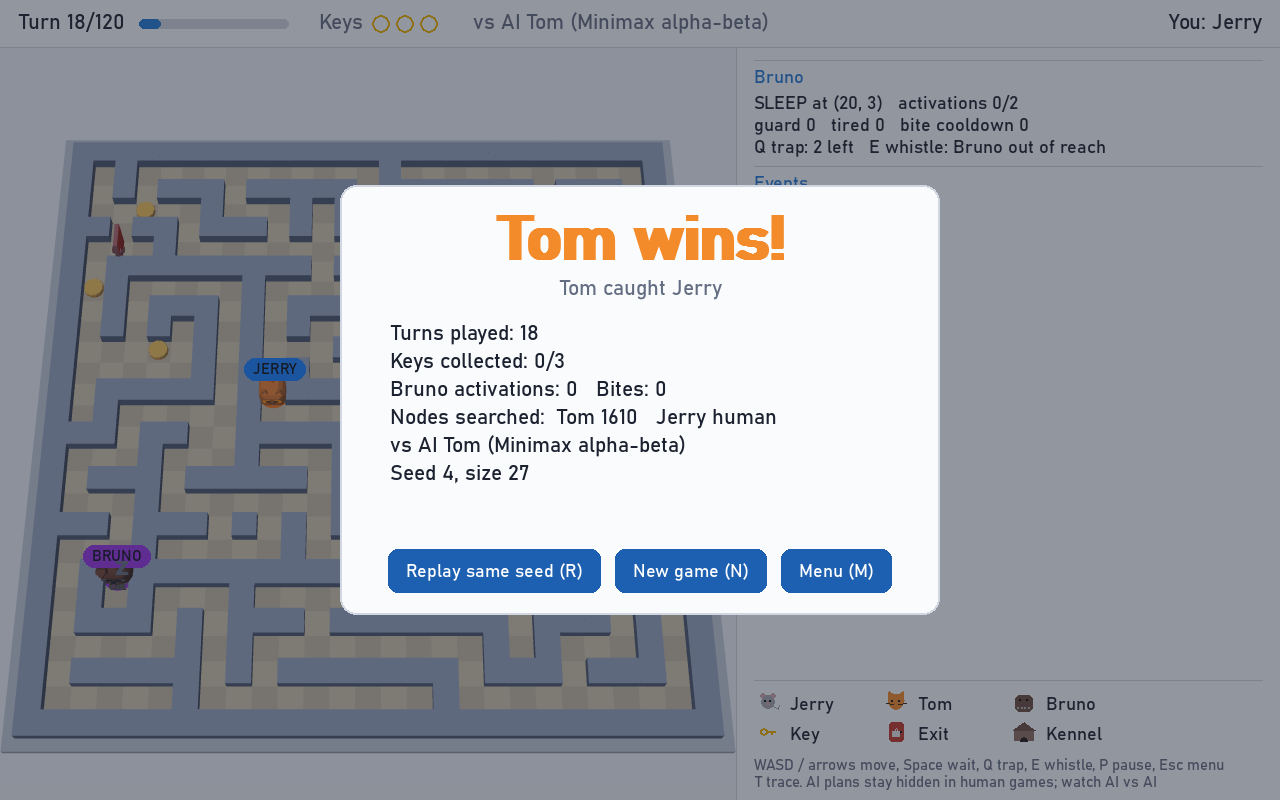 Turn 18/120 Keys vs AI Tom (Minimax alpha-beta) You: Jerry
Bruno
SLEEP at (20, 3) activations 0/2
guard 0 tired 0 bite cooldown 0
Q trap: 2 left E whistle: Bruno out of reach
Events
Tom wins!
Tom caught Jerry
Turns played: 18
Keys collected: 0/3
Bruno activations: 0 Bites: 0
Nodes searched: Tom 1610 Jerry human
vs AI Tom (Minimax alpha-beta)
Seed 4, size 27
Replay same seed (R) New game (N) Menu (M)
JERRY
BRUNO
Jerry Tom Bruno
Key Exit Kennel
WASD / arrows move, Space wait, Q trap, E whistle, P pause, Esc menu
T trace. AI plans stay hidden in human games; watch AI vs AI